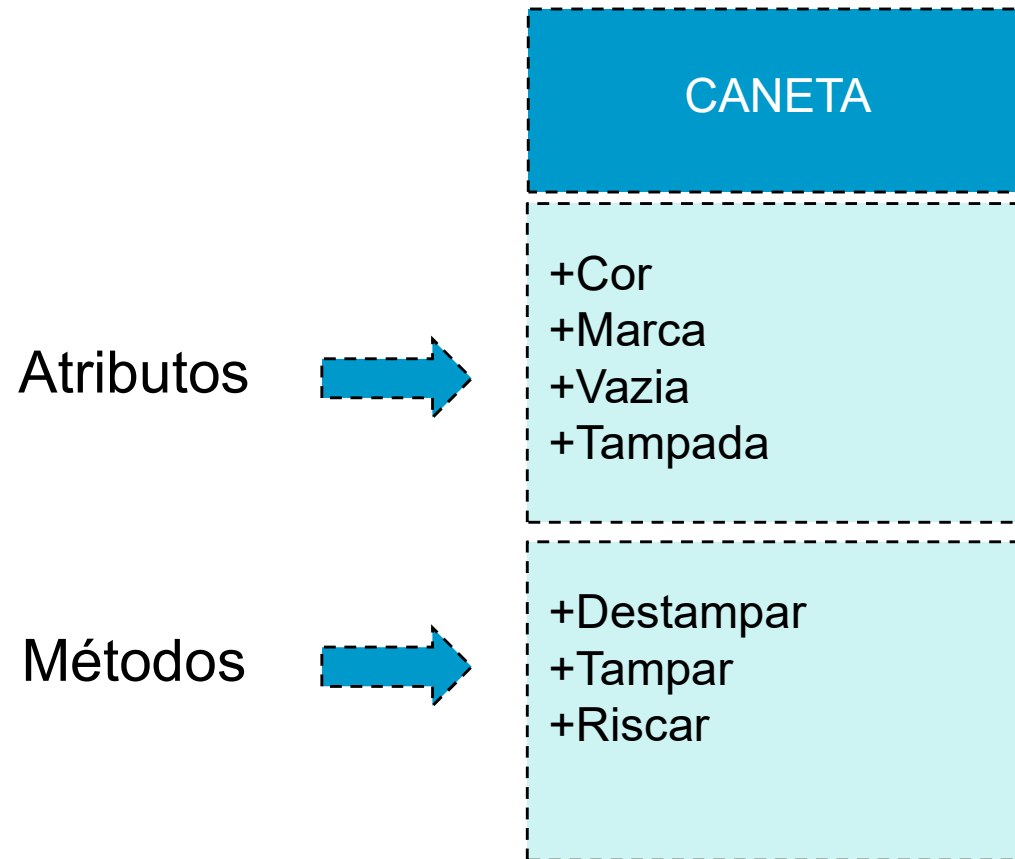 CANETA
Atributos
+Cor
+Marca
+Vazia
+Tampada
Métodos
+Destampar
+Tampar
+Riscar